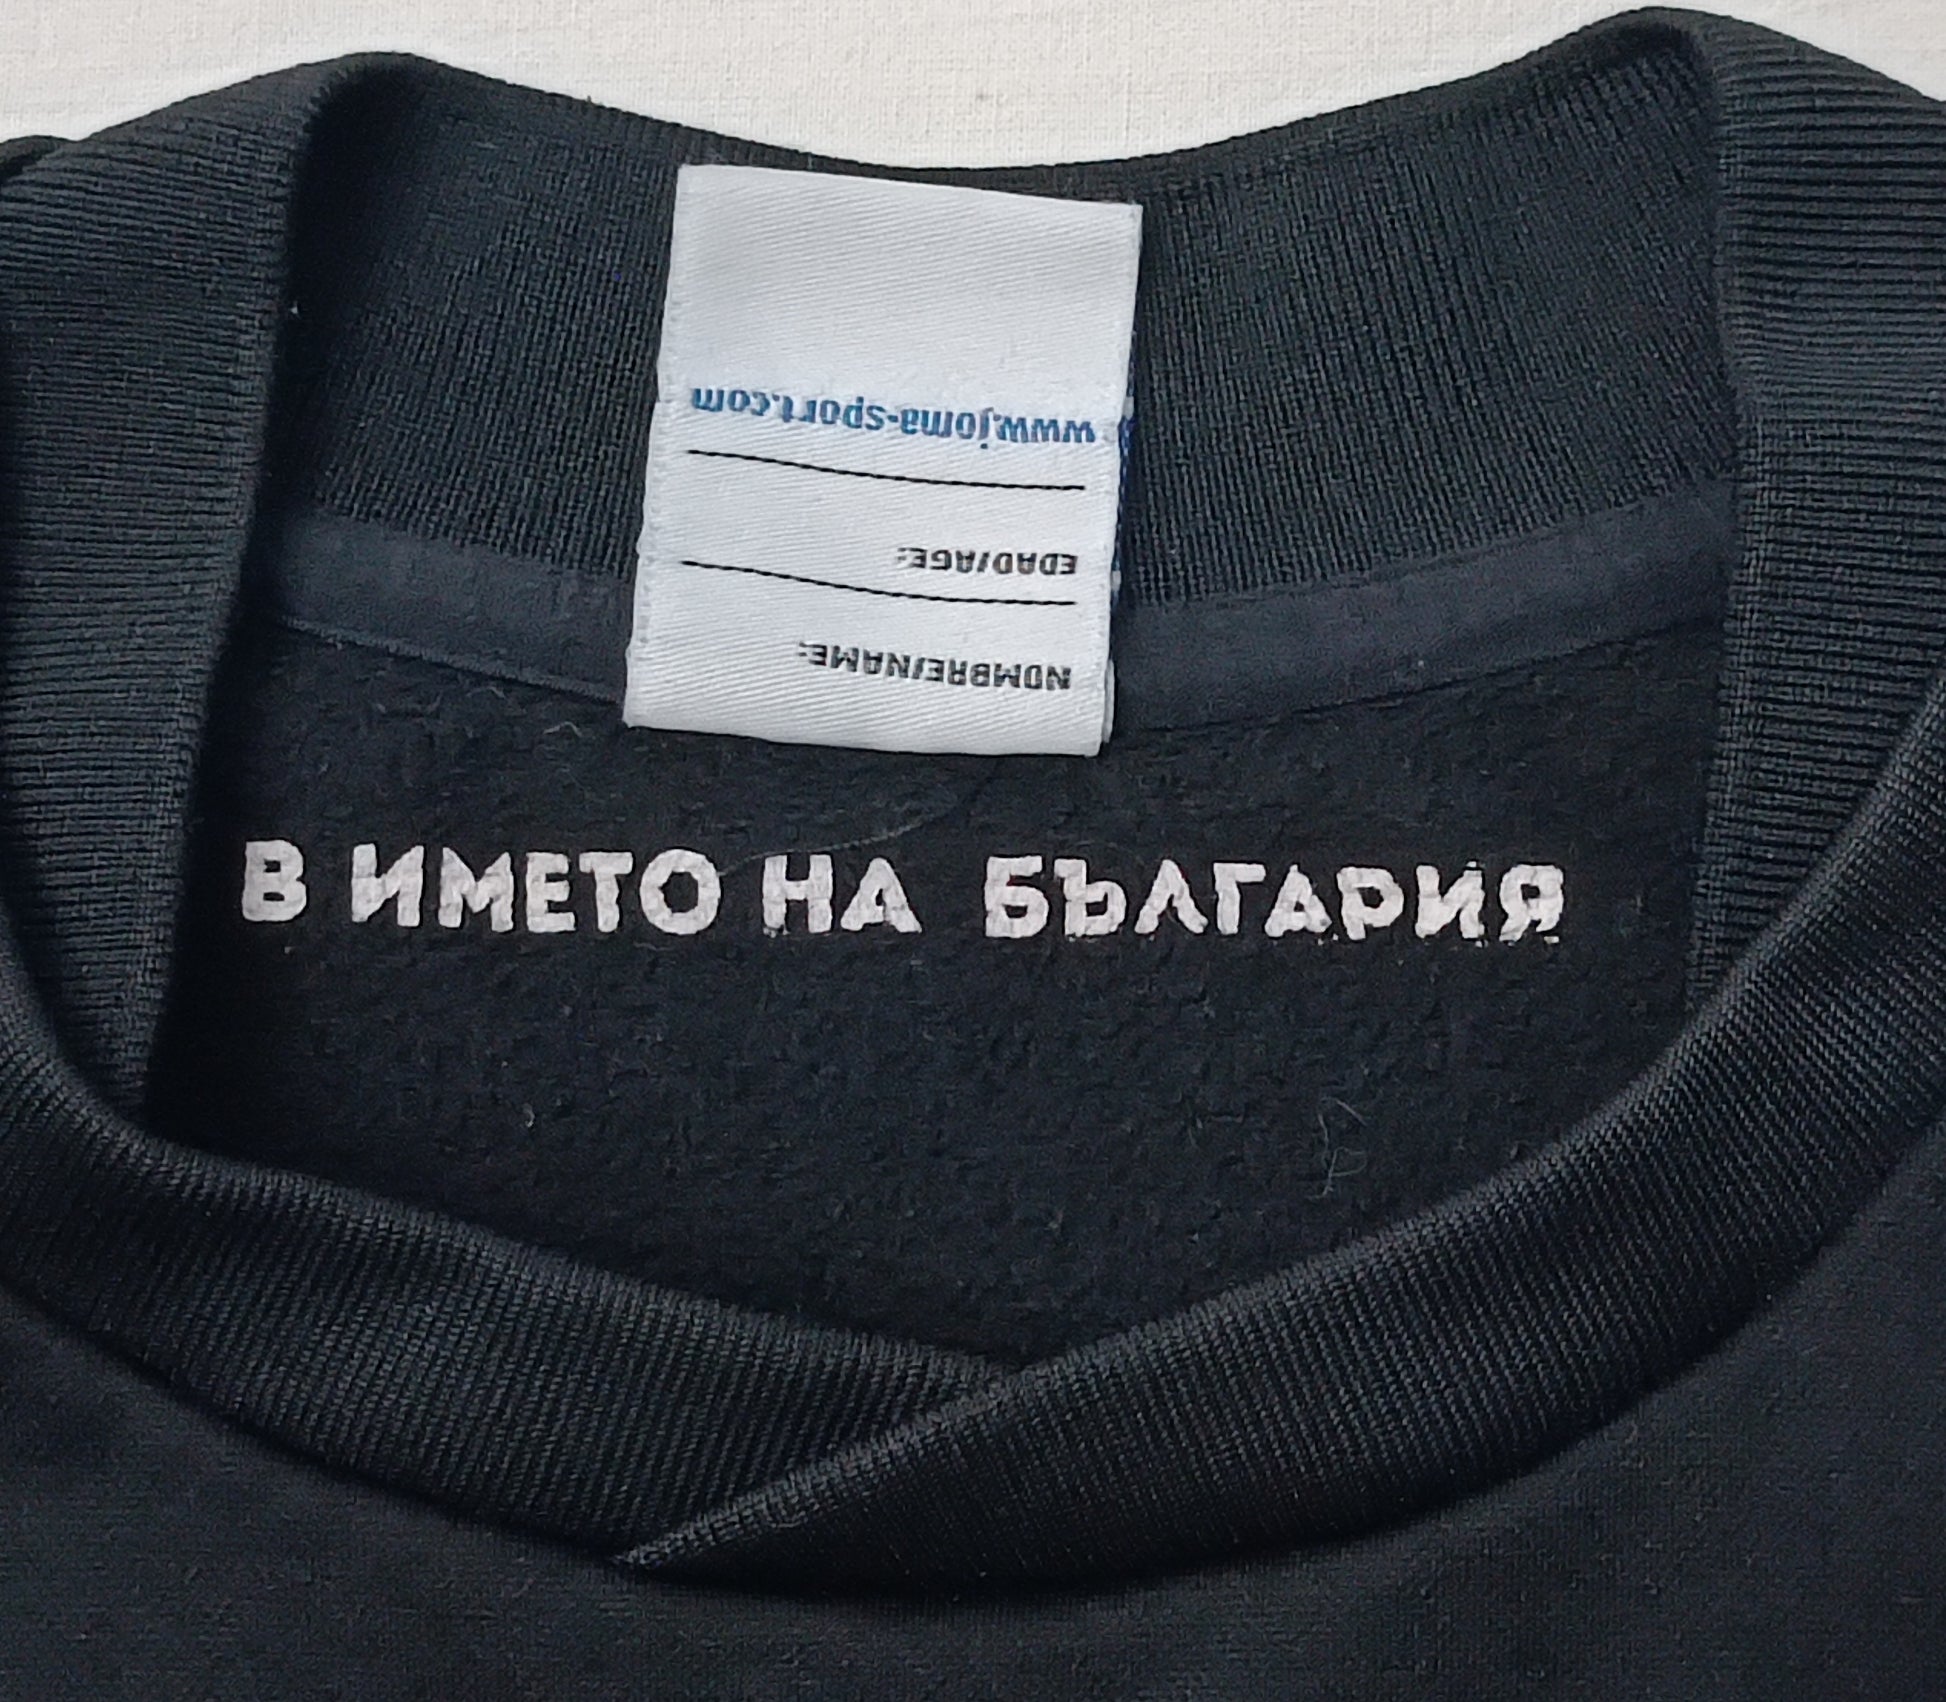 www.joma-sport.com
EDAD/AGE:
NOMBRE/NAME:
В ИМЕТО НА БЪЛГАРИЯ